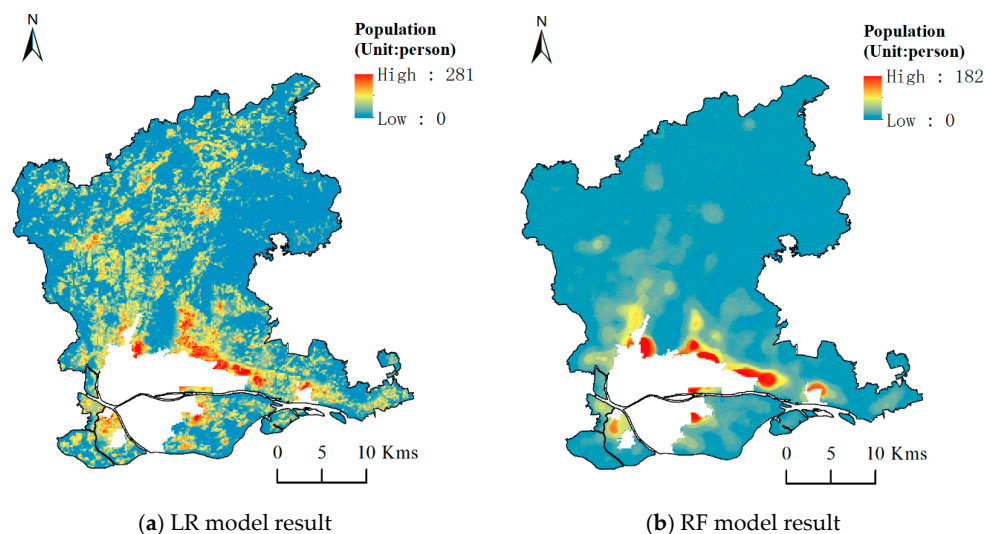 N
Population
(Unit:person)
High : 281
Low : 0
0 5 10 Kms
(a) LR model result
N
Population
(Unit:person)
High : 182
Low : 0
0 5 10 Kms
(b) RF model result